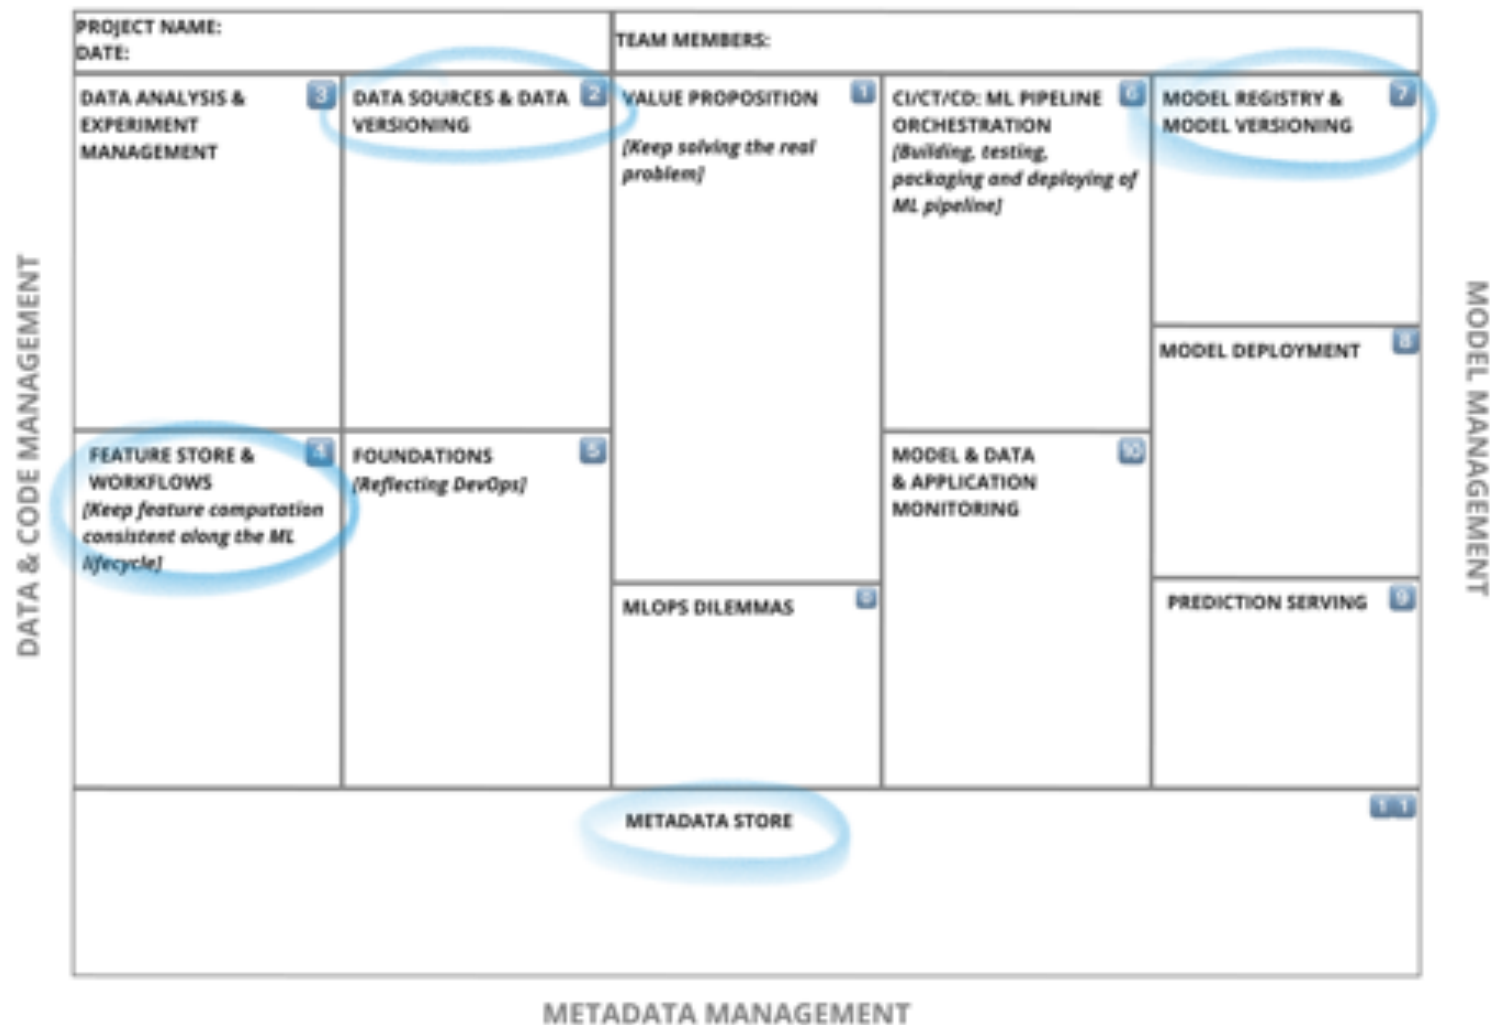 PROJECT NAME:
DATE:
TEAM MEMBERS:
DATA ANALYSIS &
EXPERIMENT
MANAGEMENT
3
DATA SOURCES & DATA
VERSIONING
2
VALUE PROPOSITION
1
[Keep solving the real
problem]
CI/CT/CD: ML PIPELINE
ORCHESTRATION
6
[Building, testing,
packaging and deploying of
ML pipeline]
MODEL REGISTRY &
MODEL VERSIONING
7
MODEL DEPLOYMENT
8
FEATURE STORE &
WORKFLOWS
4
[Keep feature computation
consistent along the ML
lifecycle]
FOUNDATIONS
5
[Reflecting DevOps]
MODEL & DATA
& APPLICATION
MONITORING
10
MLOPS DILEMMAS
PREDICTION SERVING
9
METADATA STORE
11
DATA & CODE MANAGEMENT
MODEL MANAGEMENT
METADATA MANAGEMENT